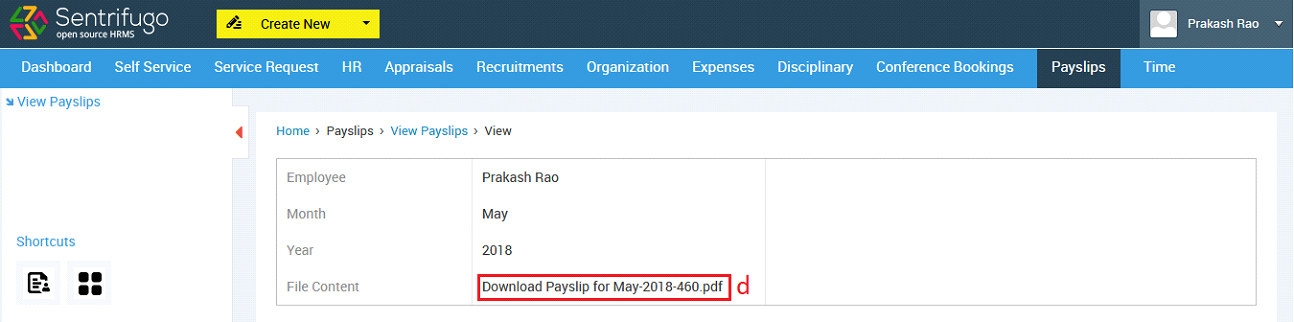 Sentrifugo
open source HRMS
Create New
Prakash Rao
Dashboard Self Service Service Request HR Appraisals Recruitments Organization Expenses Disciplinary Conference Bookings Payslips Time
View Payslips
Home › Payslips › View Payslips › View
Employee Prakash Rao
Month May
Year 2018
File Content Download Payslip for May-2018-460.pdf d
Shortcuts